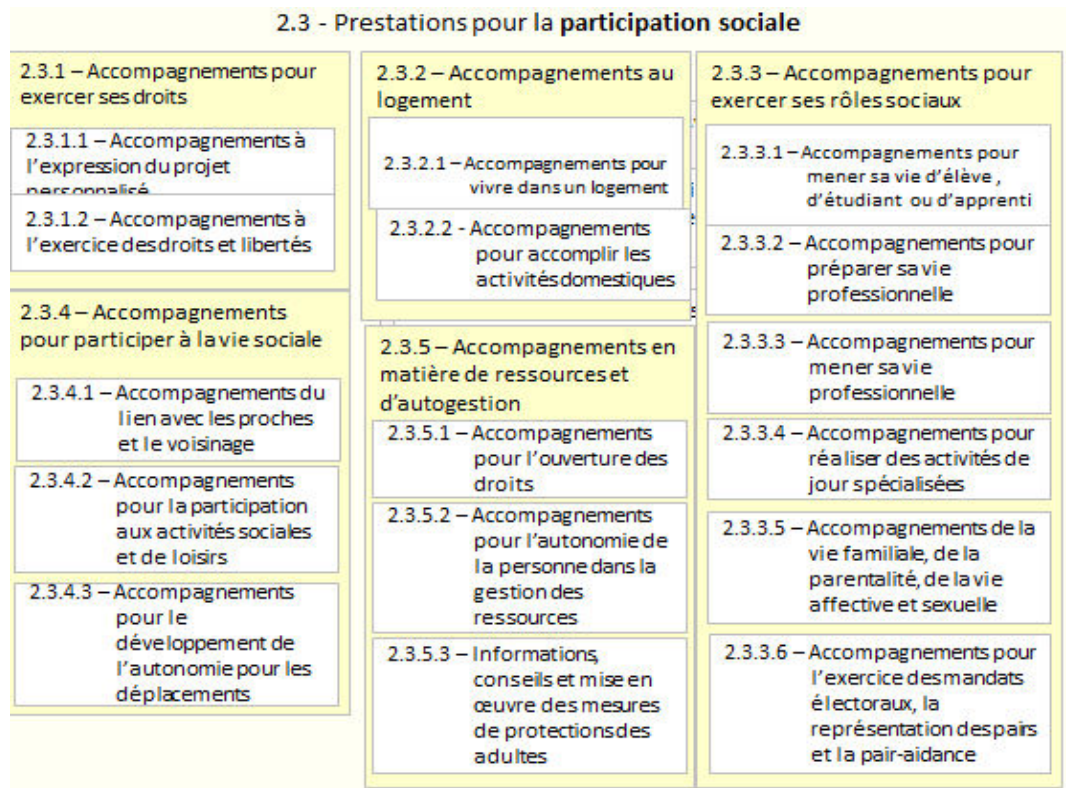 2.3 - Prestations pour la participation sociale
2.3.1 – Accompagnements pour
exercer ses droits
2.3.1.1 – Accompagnements à
l'expression du projet
personnalisé
2.3.1.2 – Accompagnements à
l'exercice des droits et libertés
2.3.4 – Accompagnements
pour participer à la vie sociale
2.3.4.1 – Accompagnements du
lien avec les proches
et le voisinage
2.3.4.2 – Accompagnements
pour la participation
aux activités sociales
et de loisirs
2.3.4.3 – Accompagnements
pour le
développement de
l'autonomie pour les
déplacements
2.3.2 – Accompagnements au
logement
2.3.2.1 – Accompagnements pour
vivre dans un logement
2.3.2.2 - Accompagnements
pour accomplir les
activités domestiques
2.3.5 – Accompagnements en
matière de ressources et
d'autogestion
2.3.5.1 – Accompagnements
pour l'ouverture des
droits
2.3.5.2 – Accompagnements
pour l'autonomie de
la personne dans la
gestion des
ressources
2.3.5.3 – Informations,
conseils et mise en
œuvre des mesures
de protections des
adultes
2.3.3 – Accompagnements pour
exercer ses rôles sociaux
2.3.3.1 – Accompagnements pour
mener sa vie d'élève ,
d'étudiant ou d'apprenti
2.3.3.2 – Accompagnements pour
préparer sa vie
professionnelle
2.3.3.3 – Accompagnements pour
mener sa vie
professionnelle
2.3.3.4 – Accompagnements pour
réaliser des activités de
jour spécialisées
2.3.3.5 – Accompagnements de la
vie familiale, de la
parentalité, de la vie
affective et sexuelle
2.3.3.6 – Accompagnements pour
l'exercice des mandats
électoraux, la
représentation des pairs
et la pair-aidance